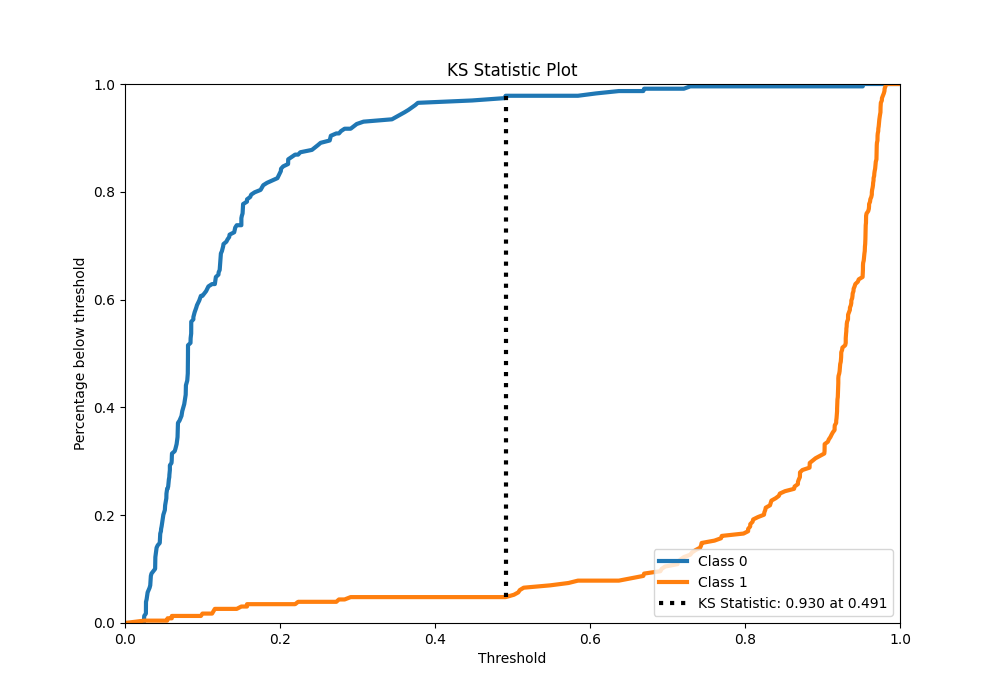 KS Statistic Plot
1.0
0.8
0.6
0.4
0.2
0.0
Percentage below threshold
0.0 0.2 0.4 0.6 0.8 1.0
Threshold
Class 0
Class 1
KS Statistic: 0.930 at 0.491